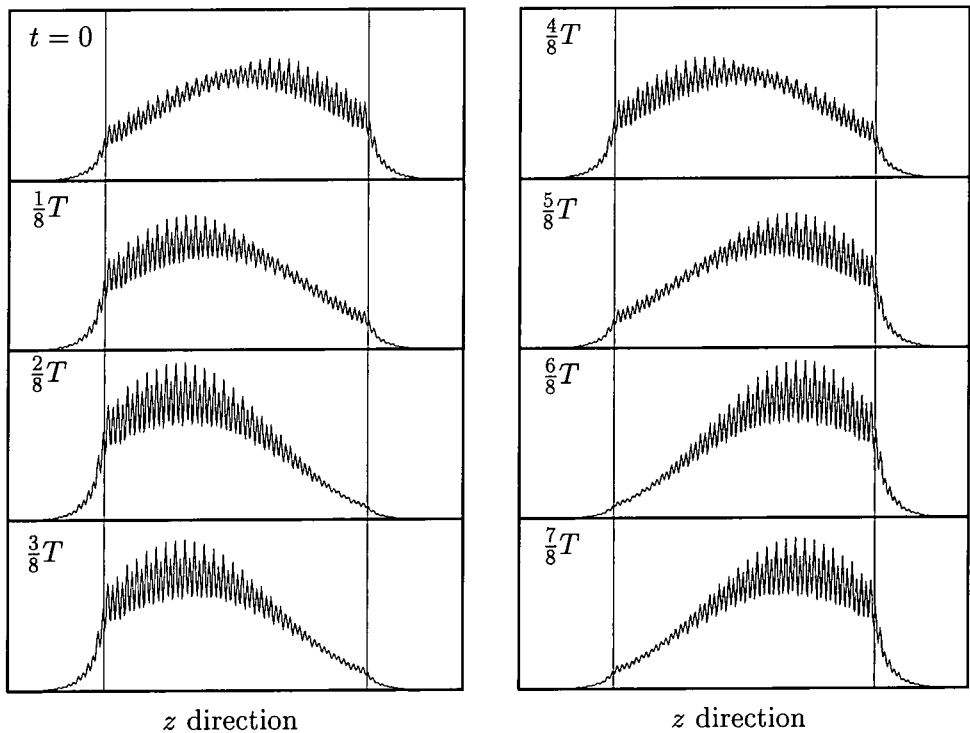 t = 0
1/8 T
2/8 T
3/8 T
z direction
4/8 T
5/8 T
6/8 T
7/8 T
z direction